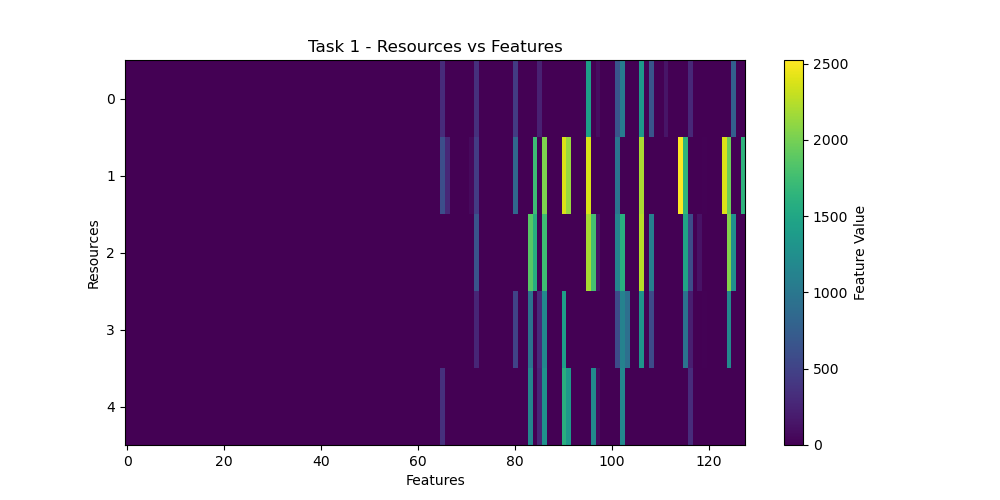 Task 1 - Resources vs Features
Resources
0
1
2
3
4
0 20 40 60 80 100 120
Features
2500
2000
1500
1000
500
0
Feature Value